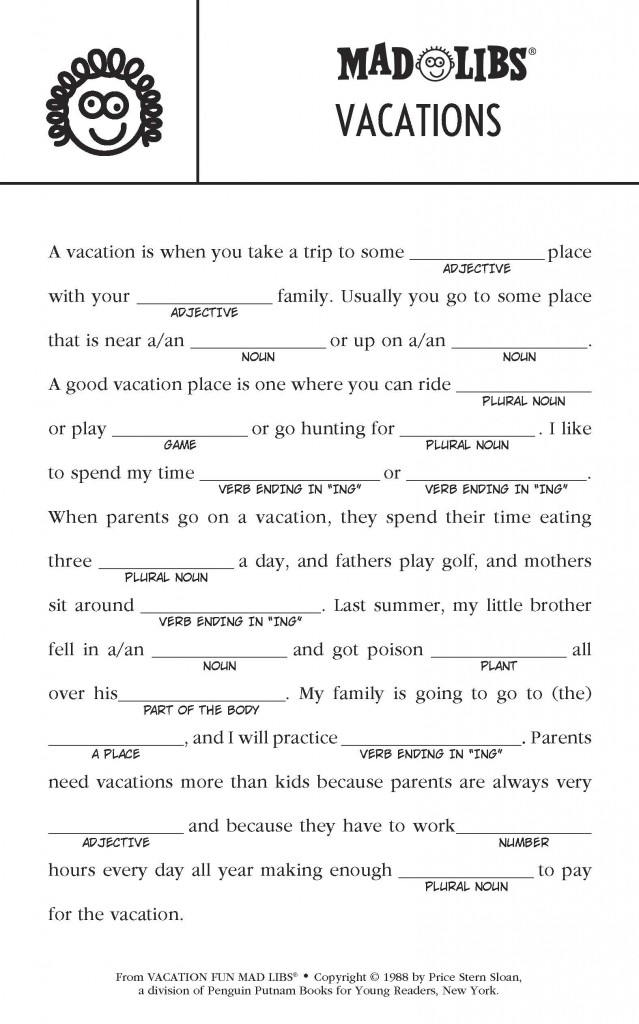 MAD LIBS®
VACATIONS
A vacation is when you take a trip to some ______________ place
ADJECTIVE
with your ______________ family. Usually you go to some place
ADJECTIVE
that is near a/an ______________ or up on a/an ______________.
NOUN NOUN
A good vacation place is one where you can ride ______________
PLURAL NOUN
or play ______________ or go hunting for ______________. I like
GAME PLURAL NOUN
to spend my time __________________ or __________________.
VERB ENDING IN "ING" VERB ENDING IN "ING"
When parents go on a vacation, they spend their time eating
three ______________ a day, and fathers play golf, and mothers
PLURAL NOUN
sit around __________________. Last summer, my little brother
VERB ENDING IN "ING"
fell in a/an ______________ and got poison ______________ all
NOUN PLANT
over his_________________. My family is going to go to (the)
PART OF THE BODY
______________, and I will practice __________________. Parents
A PLACE VERB ENDING IN "ING"
need vacations more than kids because parents are always very
______________ and because they have to work______________
ADJECTIVE NUMBER
hours every day all year making enough ______________ to pay
PLURAL NOUN
for the vacation.
From VACATION FUN MAD LIBS® • Copyright © 1988 by Price Stern Sloan,
a division of Penguin Putnam Books for Young Readers, New York.